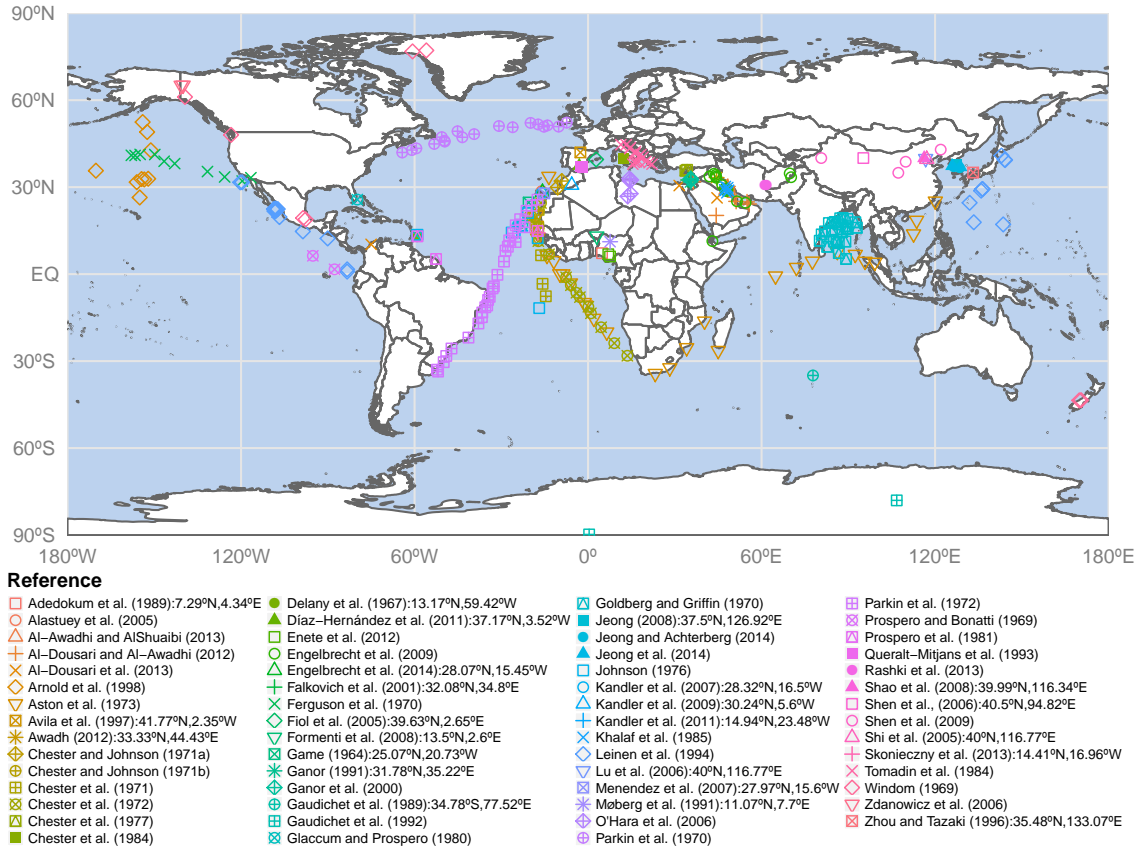 90ºN
60ºN
30ºN
EQ
30ºS
60ºS
90ºS
180ºW 120ºW 60ºW 0º 60ºE 120ºE 180ºE
Reference
Adedokum et al. (1989):7.29ºN,4.34ºE
Alastuey et al. (2005)
Al−Awadhi and AlShuaibi (2013)
Al−Dousari and Al−Awadhi (2012)
Al−Dousari et al. (2013)
Arnold et al. (1998)
Aston et al. (1973)
Avila et al. (1997):41.77ºN,2.35ºW
Awadh (2012):33.33ºN,44.43ºE
Chester and Johnson (1971a)
Chester and Johnson (1971b)
Chester et al. (1971)
Chester et al. (1972)
Chester et al. (1977)
Chester et al. (1984)
Delany et al. (1967):13.17ºN,59.42ºW
Díaz−Hernández et al. (2011):37.17ºN,3.52ºW
Enete et al. (2012)
Engelbrecht et al. (2009)
Engelbrecht et al. (2014):28.07ºN,15.45ºW
Falkovich et al. (2001):32.08ºN,34.8ºE
Ferguson et al. (1970)
Fiol et al. (2005):39.63ºN,2.65ºE
Formenti et al. (2008):13.5ºN,2.6ºE
Game (1964):25.07ºN,20.73ºW
Ganor (1991):31.78ºN,35.22ºE
Ganor et al. (2000)
Gaudichet et al. (1989):34.78ºS,77.52ºE
Gaudichet et al. (1992)
Glaccum and Prospero (1980)
Goldberg and Griffin (1970)
Jeong (2008):37.5ºN,126.92ºE
Jeong and Achterberg (2014)
Jeong et al. (2014)
Johnson (1976)
Kandler et al. (2007):28.32ºN,16.5ºW
Kandler et al. (2009):30.24ºN,5.6ºW
Kandler et al. (2011):14.94ºN,23.48ºW
Khalaf et al. (1985)
Leinen et al. (1994)
Lu et al. (2006):40ºN,116.77ºE
Menendez et al. (2007):27.97ºN,15.6ºW
Møberg et al. (1991):11.07ºN,7.7ºE
O'Hara et al. (2006)
Parkin et al. (1970)
Parkin et al. (1972)
Prospero and Bonatti (1969)
Prospero et al. (1981)
Queralt−Mitjans et al. (1993)
Rashki et al. (2013)
Shao et al. (2008):39.99ºN,116.34ºE
Shen et al., (2006):40.5ºN,94.82ºE
Shen et al. (2009)
Shi et al. (2005):40ºN,116.77ºE
Skonieczny et al. (2013):14.41ºN,16.96ºW
Tomadin et al. (1984)
Windom (1969)
Zdanowicz et al. (2006)
Zhou and Tazaki (1996):35.48ºN,133.07ºE